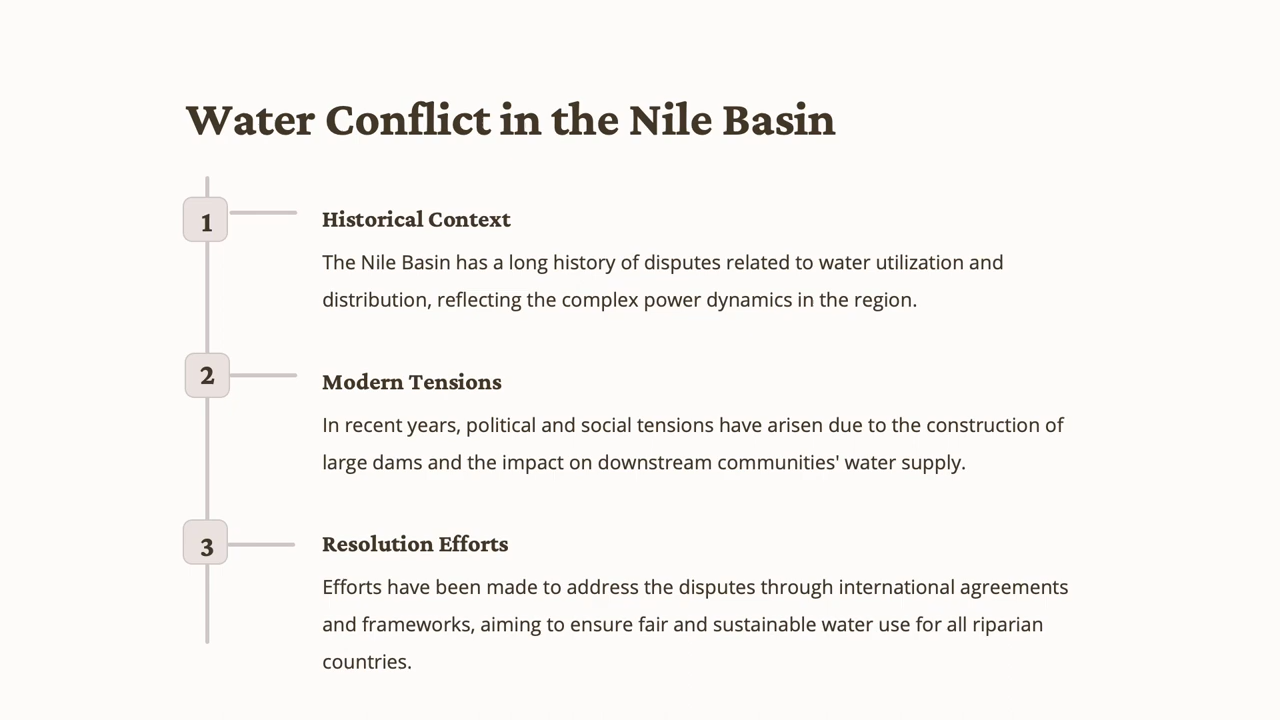 Water Conflict in the Nile Basin
1
Historical Context
The Nile Basin has a long history of disputes related to water utilization and
distribution, reflecting the complex power dynamics in the region.
2
Modern Tensions
In recent years, political and social tensions have arisen due to the construction of
large dams and the impact on downstream communities' water supply.
3
Resolution Efforts
Efforts have been made to address the disputes through international agreements
and frameworks, aiming to ensure fair and sustainable water use for all riparian
countries.